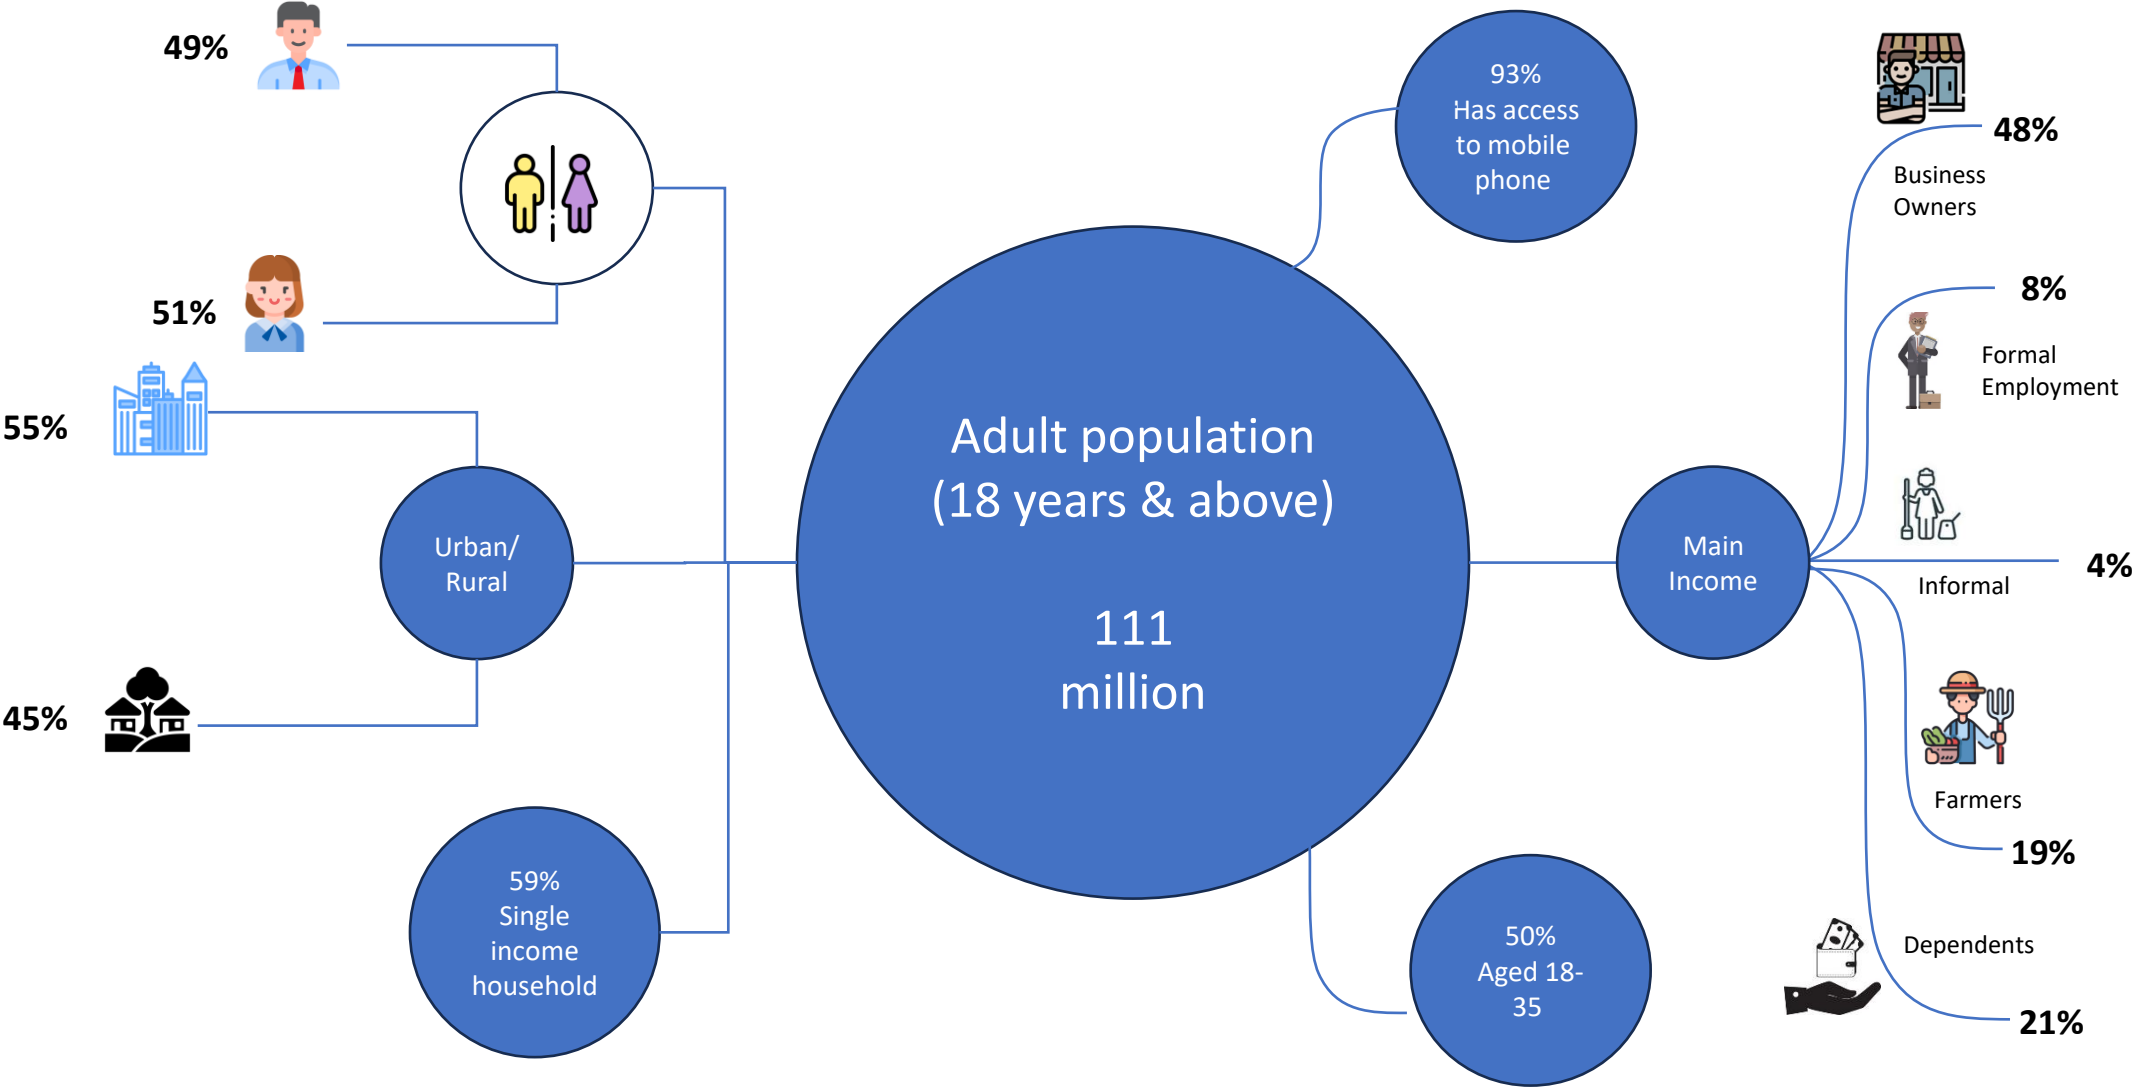 49%
51%
55%
Urban/
Rural
45%
59%
Single
income
household
Adult population
(18 years & above)
111
million
93%
Has access
to mobile
phone
50%
Aged 18-
35
Main
Income
48%
Business
Owners
8%
Formal
Employment
4%
Informal
Farmers
19%
Dependents
21%